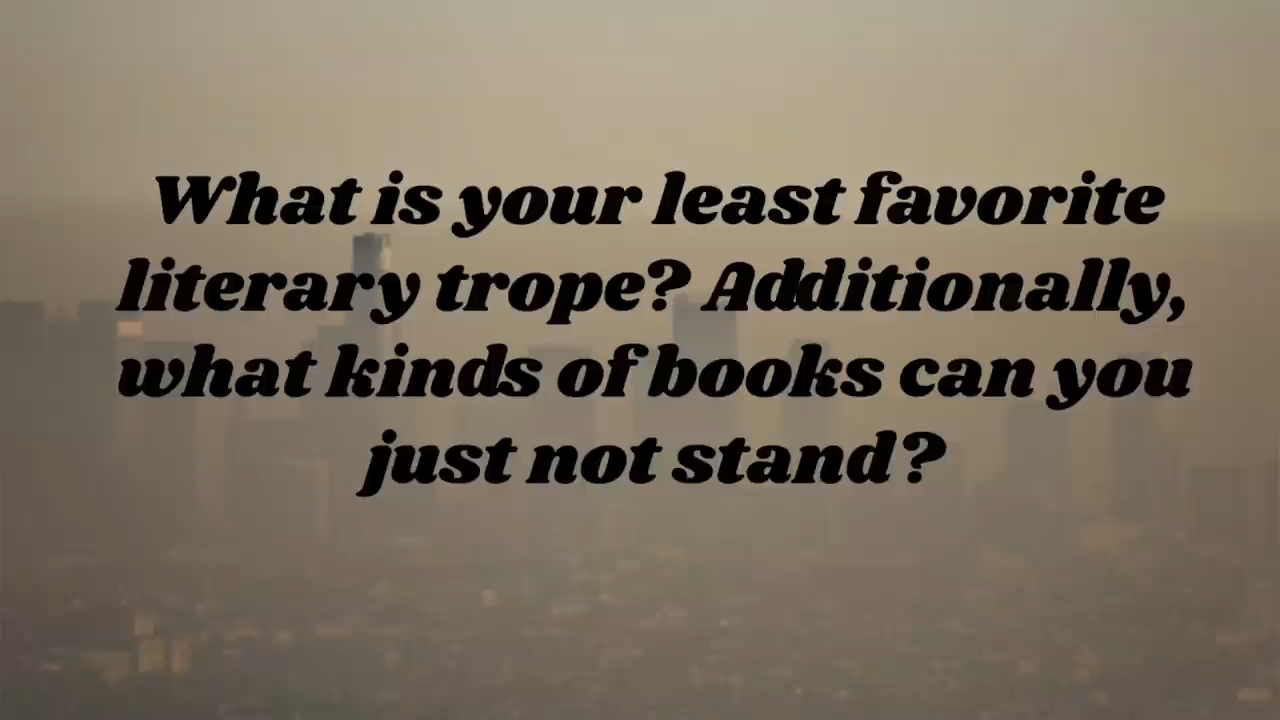 What is your least favorite
literary trope? Additionally,
what kinds of books can you
just not stand?